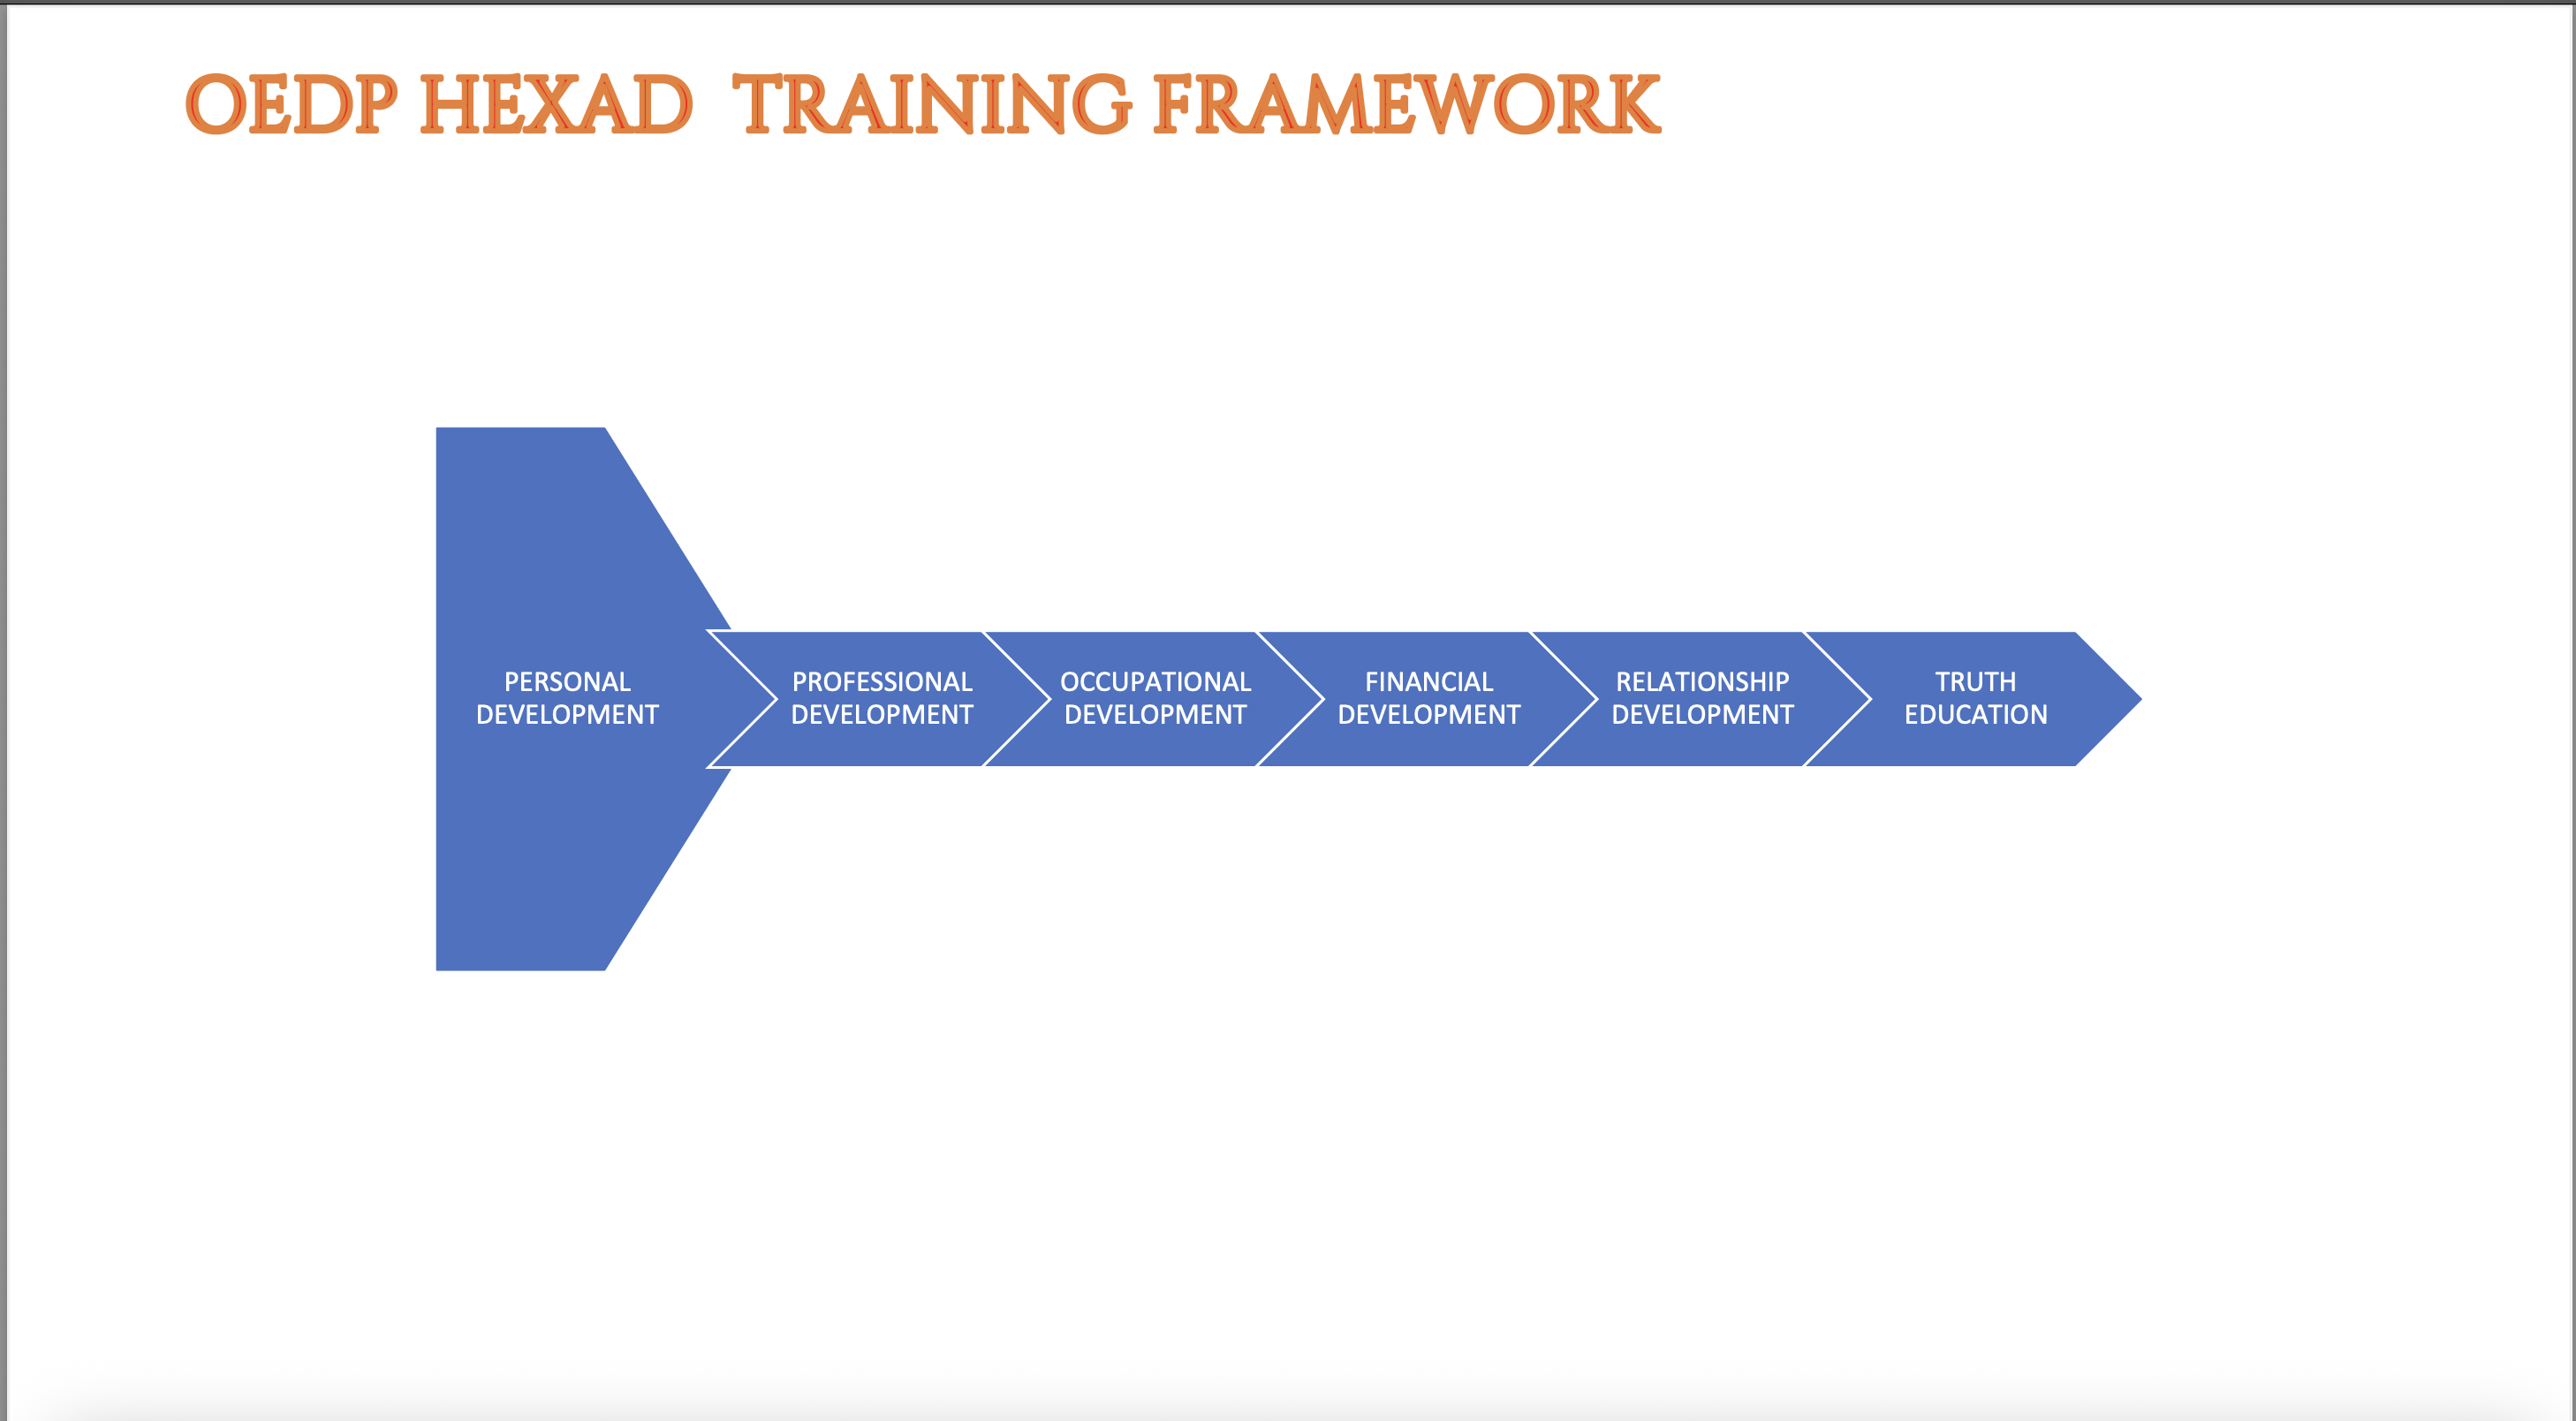 OEDP HEXAD  TRAINING FRAMEWORK
PERSONAL
DEVELOPMENT
PROFESSIONAL
DEVELOPMENT
OCCUPATIONAL
DEVELOPMENT
FINANCIAL
DEVELOPMENT
RELATIONSHIP
DEVELOPMENT
TRUTH
EDUCATION